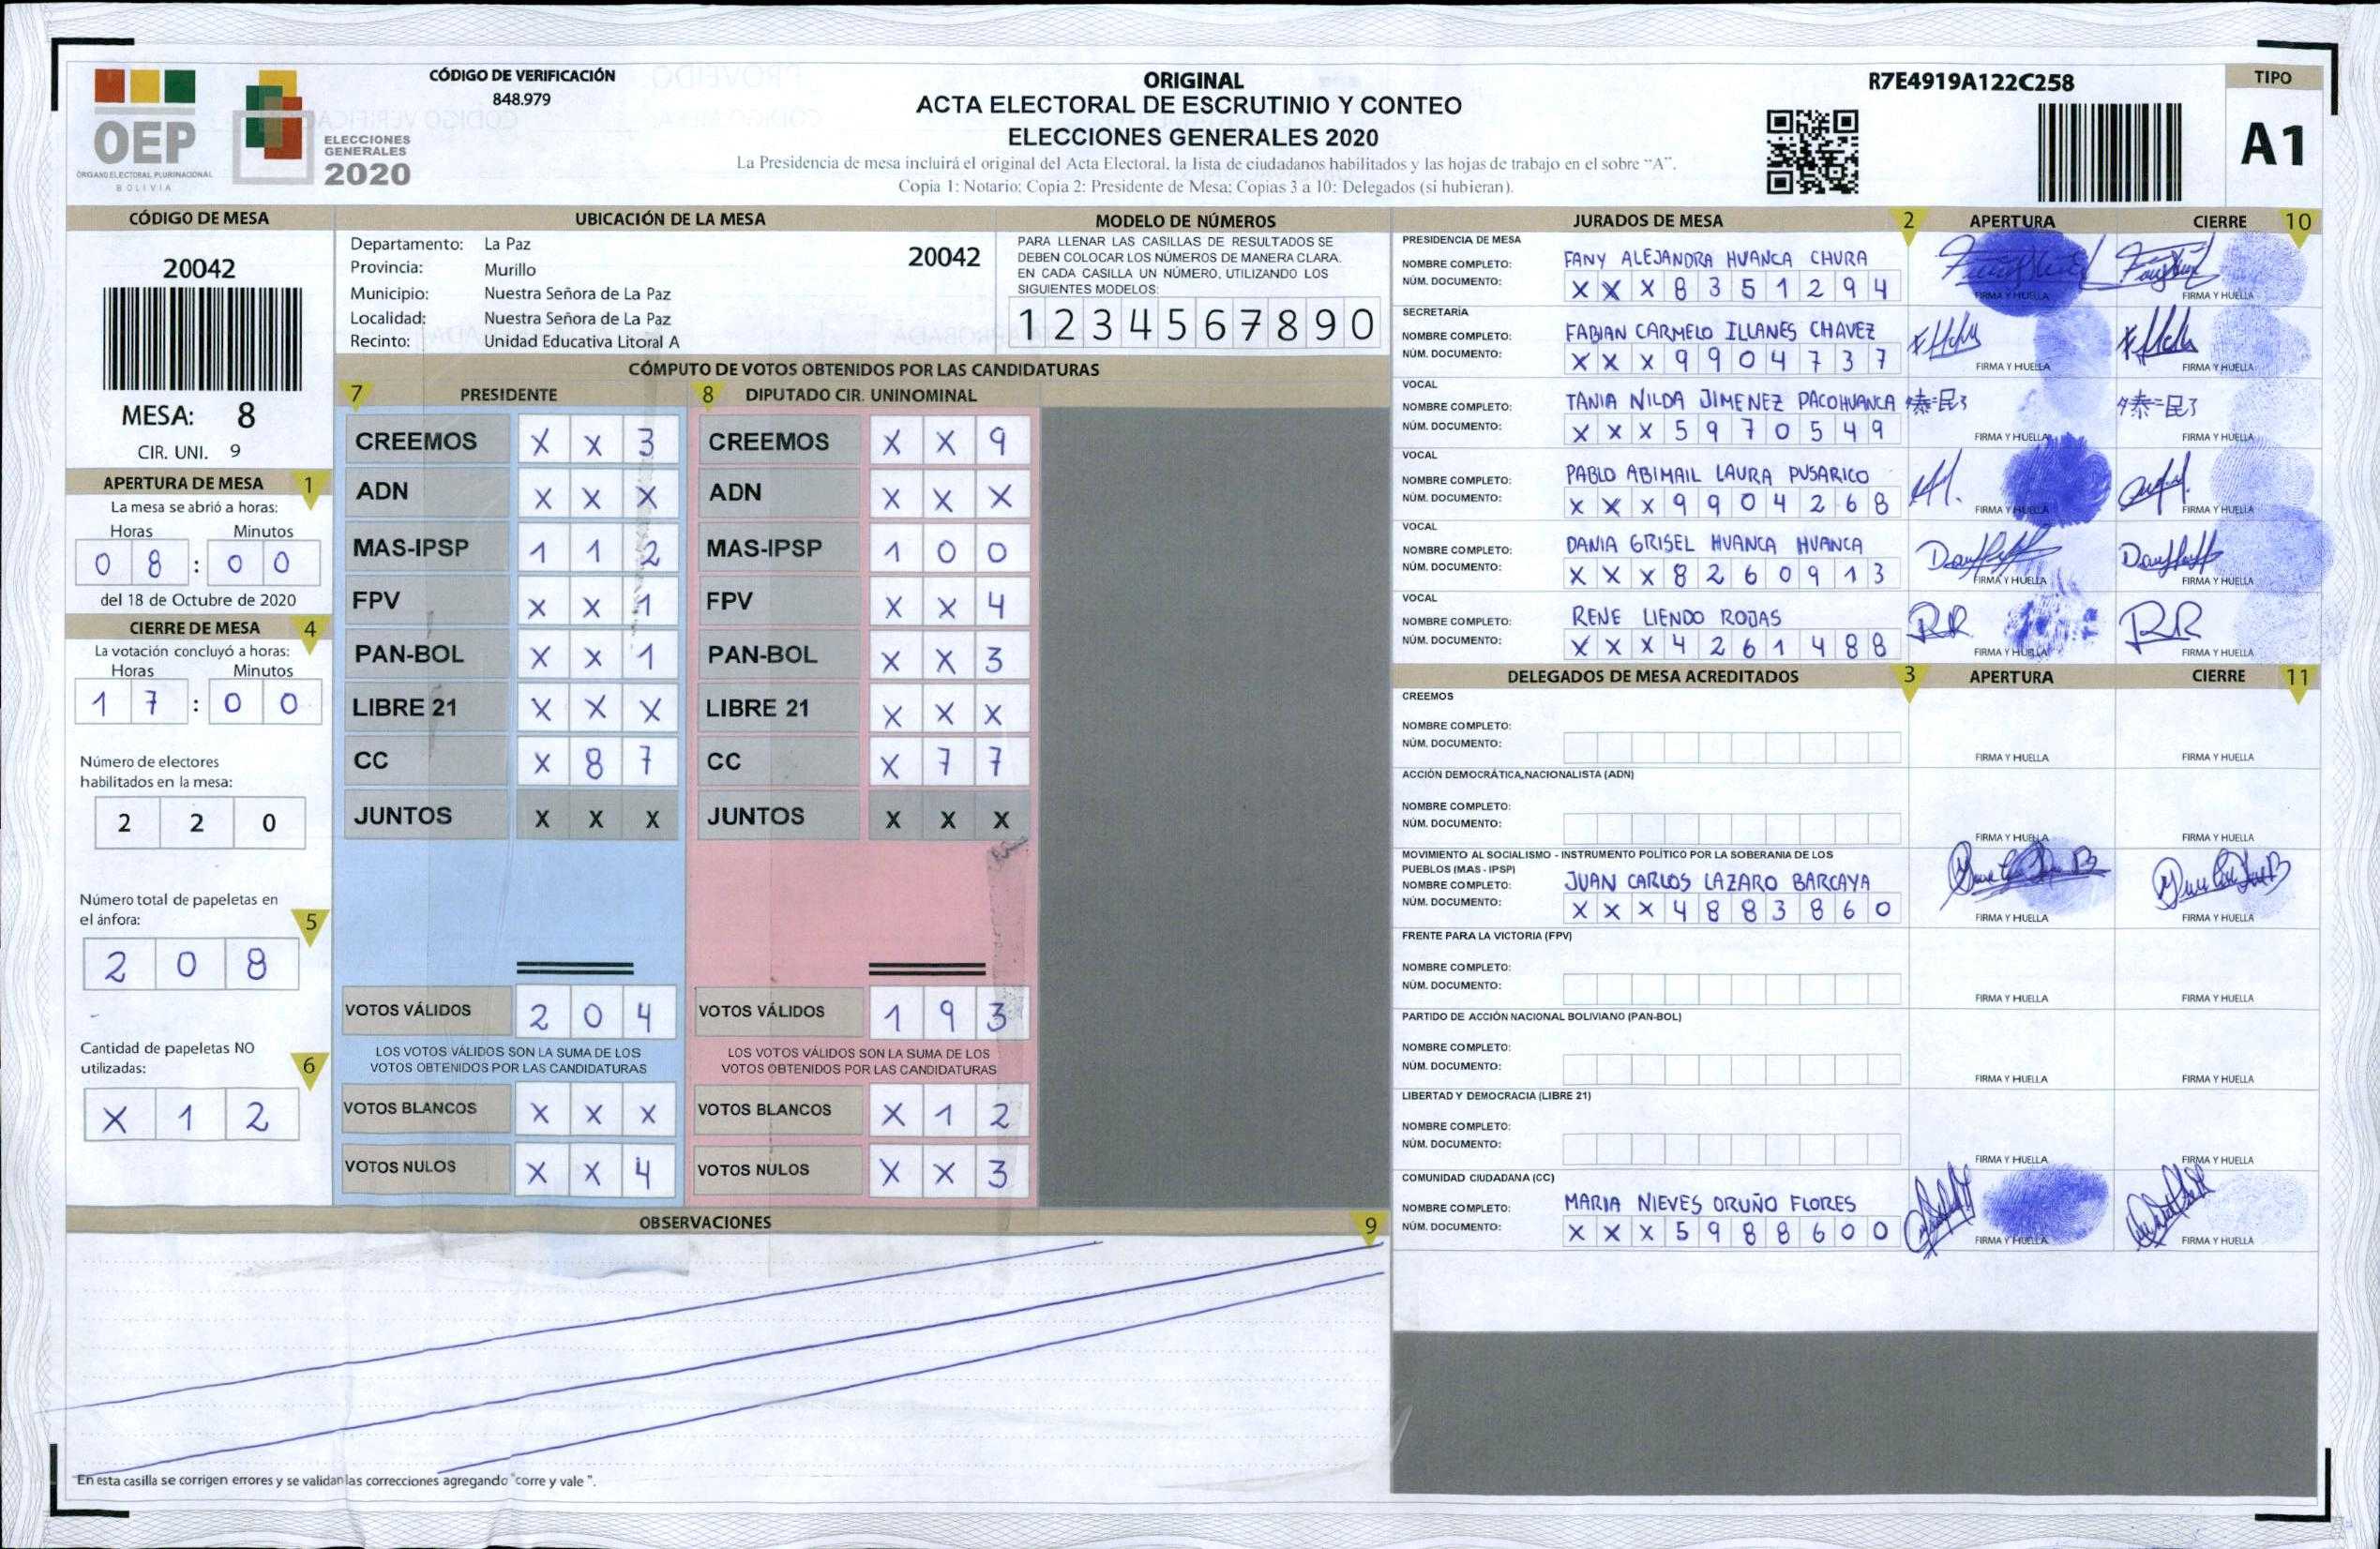 OEP
ÓRGANO ELECTORAL PLURINACIONAL
BOLIVIA
ELECCIONES
GENERALES
2020
CÓDIGO DE VERIFICACIÓN
848.979
ORIGINAL
ACTA ELECTORAL DE ESCRUTINIO Y CONTEO
ELECCIONES GENERALES 2020
La Presidencia de mesa incluirá el original del Acta Electoral, la lista de ciudadanos habilitados y las hojas de trabajo en el sobre "A".
Copia 1: Notario; Copia 2: Presidente de Mesa; Copias 3 a 10: Delegados (si hubieran).
R7E4919A122C258
TIPO
A1
CÓDIGO DE MESA
20042
MESA: 8
CIR. UNI. 9
APERTURA DE MESA 1
La mesa se abrió a horas:
Horas Minutos
0 8 : 0 0
del 18 de Octubre de 2020
CIERRE DE MESA 4
La votación concluyó a horas:
Horas Minutos
1 7 : 0 0
Número de electores
habilitados en la mesa:
2 2 0
Número total de papeletas en
el ánfora: 5
2 0 8
Cantidad de papeletas NO
utilizadas: 6
X 1 2
UBICACIÓN DE LA MESA
Departamento: La Paz 20042
Provincia: Murillo
Municipio: Nuestra Señora de La Paz
Localidad: Nuestra Señora de La Paz
Recinto: Unidad Educativa Litoral A
MODELO DE NÚMEROS
PARA LLENAR LAS CASILLAS DE RESULTADOS SE
DEBEN COLOCAR LOS NÚMEROS DE MANERA CLARA.
EN CADA CASILLA UN NÚMERO, UTILIZANDO LOS
SIGUIENTES MODELOS:
1 2 3 4 5 6 7 8 9 0
CÓMPUTO DE VOTOS OBTENIDOS POR LAS CANDIDATURAS
7 PRESIDENTE
CREEMOS X X 3
ADN X X X
MAS-IPSP 1 1 2
FPV X X 1
PAN-BOL X X 1
LIBRE 21 X X X
CC X 8 7
JUNTOS X X X
VOTOS VÁLIDOS 2 0 4
LOS VOTOS VÁLIDOS SON LA SUMA DE LOS
VOTOS OBTENIDOS POR LAS CANDIDATURAS
VOTOS BLANCOS X X X
VOTOS NULOS X X 4
8 DIPUTADO CIR. UNINOMINAL
CREEMOS X X 9
ADN X X X
MAS-IPSP 1 0 0
FPV X X 4
PAN-BOL X X 3
LIBRE 21 X X X
CC X 7 7
JUNTOS X X X
VOTOS VÁLIDOS 1 9 3
LOS VOTOS VÁLIDOS SON LA SUMA DE LOS
VOTOS OBTENIDOS POR LAS CANDIDATURAS
VOTOS BLANCOS X 1 2
VOTOS NULOS X X 3
OBSERVACIONES 9
En esta casilla se corrigen errores y se validan las correcciones agregando "corre y vale ".
JURADOS DE MESA 2 APERTURA CIERRE 10
PRESIDENCIA DE MESA
NOMBRE COMPLETO: FANY ALEJANDRA HUANCA CHURA
NÚM. DOCUMENTO: X X X 8 3 5 1 2 9 4
FIRMA Y HUELLA FIRMA Y HUELLA
SECRETARÍA
NOMBRE COMPLETO: FABIAN CARMELO ILLANES CHAVEZ
NÚM. DOCUMENTO: X X X 9 9 0 4 7 3 7
FIRMA Y HUELLA FIRMA Y HUELLA
VOCAL
NOMBRE COMPLETO: TANIA NILDA JIMENEZ PACOHUANCA
NÚM. DOCUMENTO: X X X 5 9 7 0 5 4 9
FIRMA Y HUELLA FIRMA Y HUELLA
VOCAL
NOMBRE COMPLETO: PABLO ABIMAIL LAURA PUSARICO
NÚM. DOCUMENTO: X X X 9 9 0 4 2 6 8
FIRMA Y HUELLA FIRMA Y HUELLA
VOCAL
NOMBRE COMPLETO: DANIA GRISEL HUANCA HUANCA
NÚM. DOCUMENTO: X X X 8 2 6 0 9 1 3
FIRMA Y HUELLA FIRMA Y HUELLA
VOCAL
NOMBRE COMPLETO: RENE LIENDO ROJAS
NÚM. DOCUMENTO: X X X 4 2 6 1 4 8 8
RR RR
FIRMA Y HUELLA FIRMA Y HUELLA
DELEGADOS DE MESA ACREDITADOS 3 APERTURA CIERRE 11
CREEMOS
NOMBRE COMPLETO:
NÚM. DOCUMENTO:
FIRMA Y HUELLA FIRMA Y HUELLA
ACCIÓN DEMOCRÁTICA NACIONALISTA (ADN)
NOMBRE COMPLETO:
NÚM. DOCUMENTO:
FIRMA Y HUELLA FIRMA Y HUELLA
MOVIMIENTO AL SOCIALISMO - INSTRUMENTO POLÍTICO POR LA SOBERANIA DE LOS
PUEBLOS (MAS - IPSP)
NOMBRE COMPLETO: JUAN CARLOS LAZARO BARCAYA
NÚM. DOCUMENTO: X X X 4 8 8 3 8 6 0
FIRMA Y HUELLA FIRMA Y HUELLA
FRENTE PARA LA VICTORIA (FPV)
NOMBRE COMPLETO:
NÚM. DOCUMENTO:
FIRMA Y HUELLA FIRMA Y HUELLA
PARTIDO DE ACCIÓN NACIONAL BOLIVIANO (PAN-BOL)
NOMBRE COMPLETO:
NÚM. DOCUMENTO:
FIRMA Y HUELLA FIRMA Y HUELLA
LIBERTAD Y DEMOCRACIA (LIBRE 21)
NOMBRE COMPLETO:
NÚM. DOCUMENTO:
FIRMA Y HUELLA FIRMA Y HUELLA
COMUNIDAD CIUDADANA (CC)
NOMBRE COMPLETO: MARIA NIEVES ORUÑO FLORES
NÚM. DOCUMENTO: X X X 5 9 8 8 6 0 0
FIRMA Y HUELLA FIRMA Y HUELLA